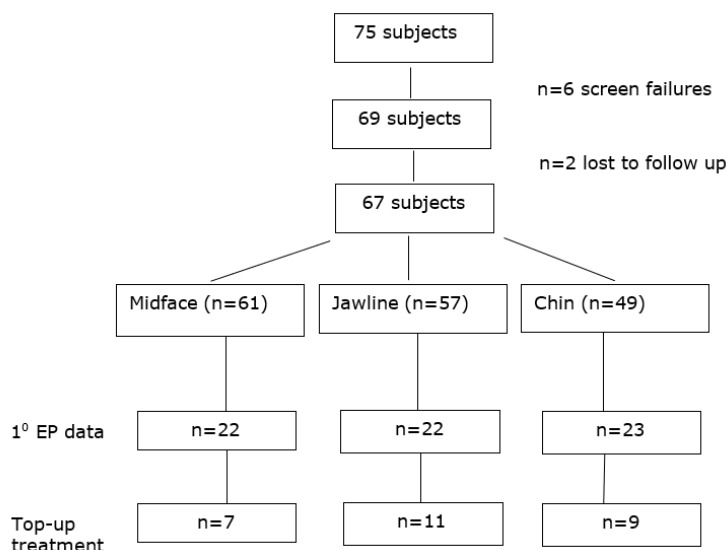 75 subjects
n=6 screen failures
69 subjects
n=2 lost to follow up
67 subjects
Midface (n=61)
Jawline (n=57)
Chin (n=49)
1⁰ EP data
n=22
n=22
n=23
Top-up
treatment
n=7
n=11
n=9